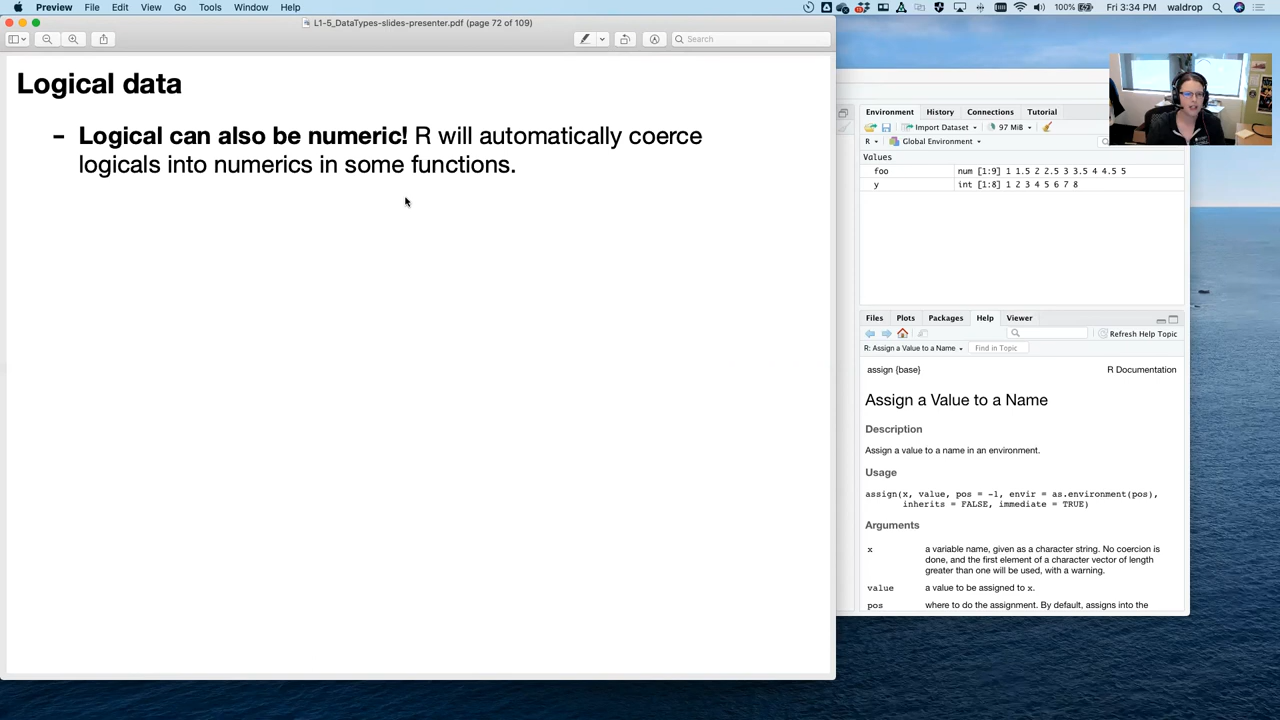 Preview File Edit View Go Tools Window Help
100% Fri 3:34 PM waldrop
L1-5_DataTypes-slides-presenter.pdf (page 72 of 109)
Search
Logical data
- Logical can also be numeric! R will automatically coerce
logicals into numerics in some functions.
Environment History Connections Tutorial
Import Dataset 97 MiB
R Global Environment
Values
foo num [1:9] 1 1.5 2 2.5 3 3.5 4 4.5 5
y int [1:8] 1 2 3 4 5 6 7 8
Files Plots Packages Help Viewer
Refresh Help Topic
R: Assign a Value to a Name Find in Topic
assign {base} R Documentation
Assign a Value to a Name
Description
Assign a value to a name in an environment.
Usage
assign(x, value, pos = -1, envir = as.environment(pos),
inherits = FALSE, immediate = TRUE)
Arguments
x a variable name, given as a character string. No coercion is
done, and the first element of a character vector of length
greater than one will be used, with a warning.
value a value to be assigned to x.
pos where to do the assignment. By default, assigns into the